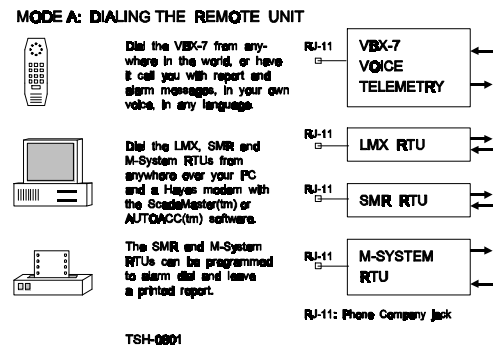 MODE A: DIALING THE REMOTE UNIT
Dial the VBX-7 from any-
where in the world, or have
it call you with report and
alarm messages, in your own
voice, in any language.
RJ-11
VBX-7
VOICE
TELEMETRY
Dial the LMX, SMR and
M-System RTUs from
anywhere over your PC
and a Hayes modem with
the ScadaMaster(tm) or
AUTOACC(tm) software.
RJ-11
LMX RTU
RJ-11
SMR RTU
The SMR and M-System
RTUs can be programmed
to alarm dial and leave
a printed report.
RJ-11
M-SYSTEM
RTU
RJ-11: Phone Company jack
TSH-0801